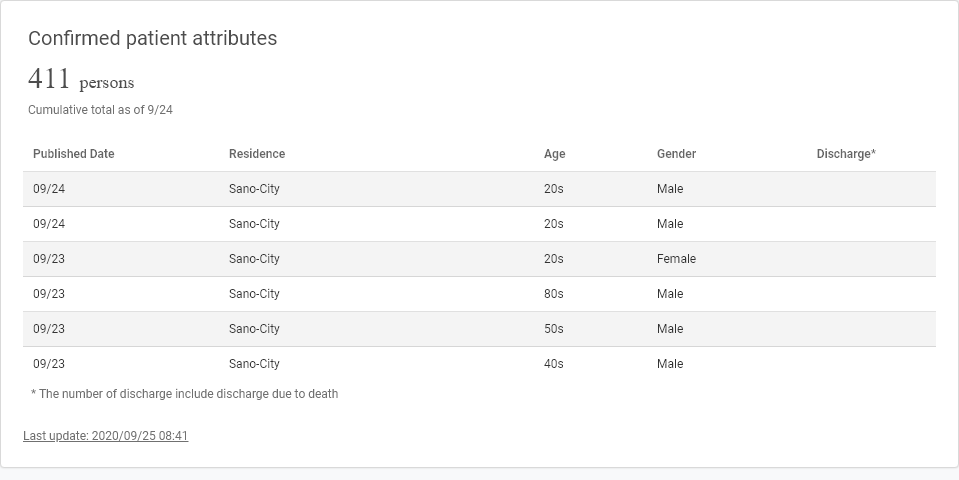 Confirmed patient attributes
411 persons
Cumulative total as of 9/24
Published Date Residence Age Gender Discharge*
09/24 Sano-City 20s Male
09/24 Sano-City 20s Male
09/23 Sano-City 20s Female
09/23 Sano-City 80s Male
09/23 Sano-City 50s Male
09/23 Sano-City 40s Male
* The number of discharge include discharge due to death
Last update: 2020/09/25 08:41